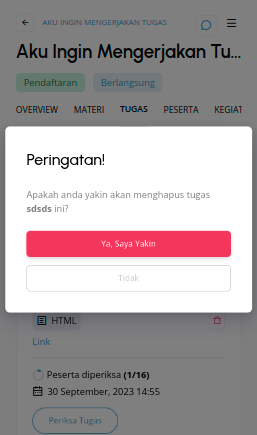 AKU INGIN MENGERJAKAN TUGAS
Aku Ingin Mengerjakan Tu...
Pendaftaran
Berlangsung
OVERVIEW MATERI TUGAS PESERTA KEGIAT
Peringatan!
Apakah anda yakin akan menghapus tugas
sdsds ini?
Ya, Saya Yakin
Tidak
HTML
Link
Peserta diperiksa (1/16)
30 September, 2023 14:55
Periksa Tugas